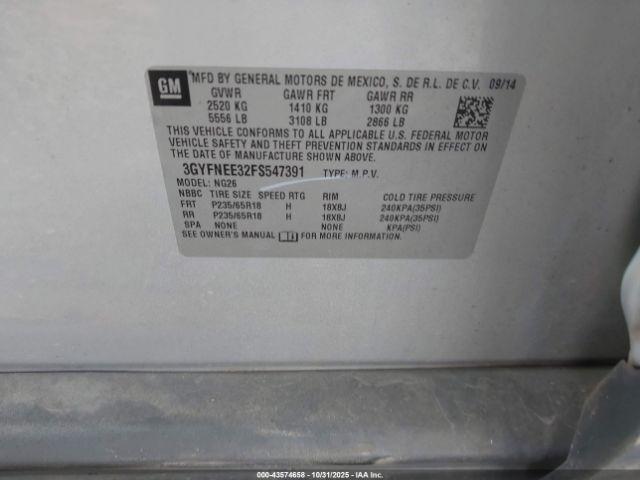 GM
MFD BY GENERAL MOTORS DE MEXICO, S. DE R.L. DE C.V. 09/14
GVWR GAWR FRT GAWR RR
2520 KG 1410 KG 1300 KG
5556 LB 3108 LB 2866 LB
THIS VEHICLE CONFORMS TO ALL APPLICABLE U.S. FEDERAL MOTOR
VEHICLE SAFETY AND THEFT PREVENTION STANDARDS
IN EFFECT ON THE DATE OF MANUFACTURE SHOWN ABOVE.
3GYFNEE32FS547391 TYPE: M.P.V.
MODEL: NG26
NBBC TIRE SIZE SPEED RTG RIM COLD TIRE PRESSURE
FRT P235/65R18 H 18X8J 240KPA(35PSI)
RR P235/65R18 H 18X8J 240KPA(35PSI)
SPA NONE NONE KPA(PSI)
SEE OWNER'S MANUAL FOR MORE INFORMATION.
000-43574658 - 10/31/2025 - IAA Inc.